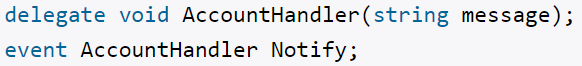 delegate void AccountHandler(string message);
event AccountHandler Notify;